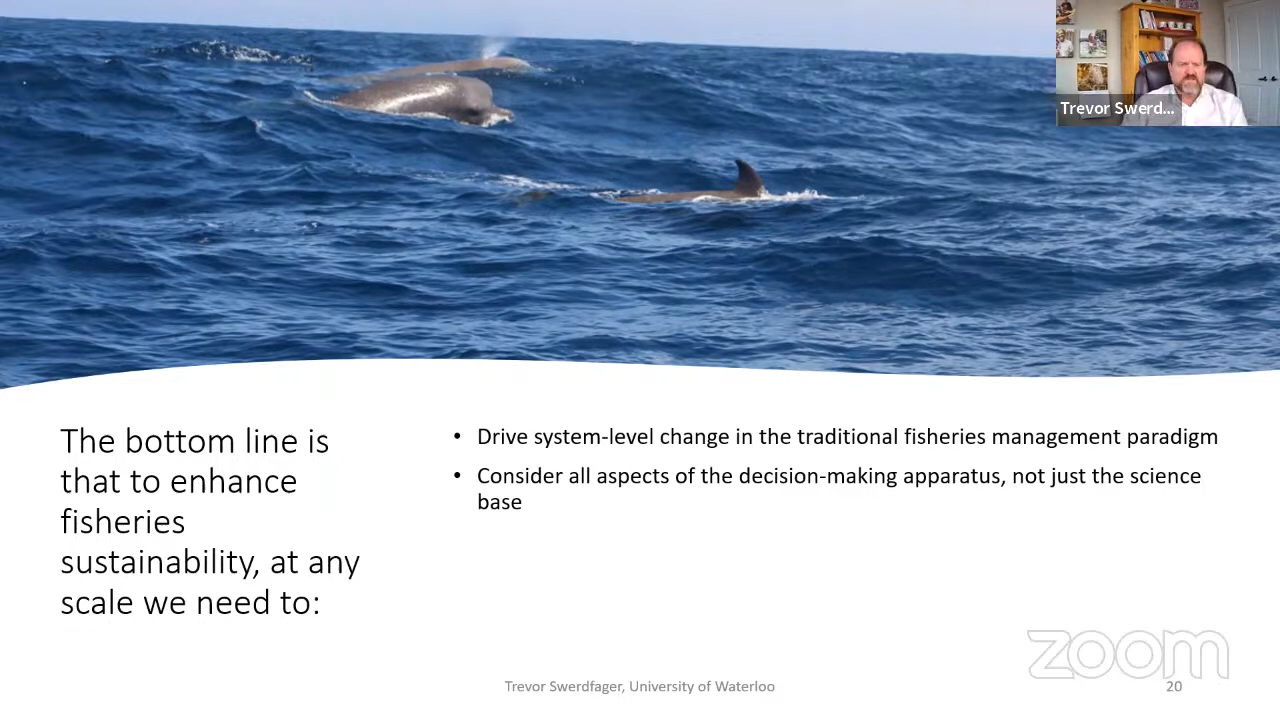 Trevor Swerd...
The bottom line is
that to enhance
fisheries
sustainability, at any
scale we need to:
• Drive system-level change in the traditional fisheries management paradigm
• Consider all aspects of the decision-making apparatus, not just the science
base
zoom
Trevor Swerdfager, University of Waterloo
20